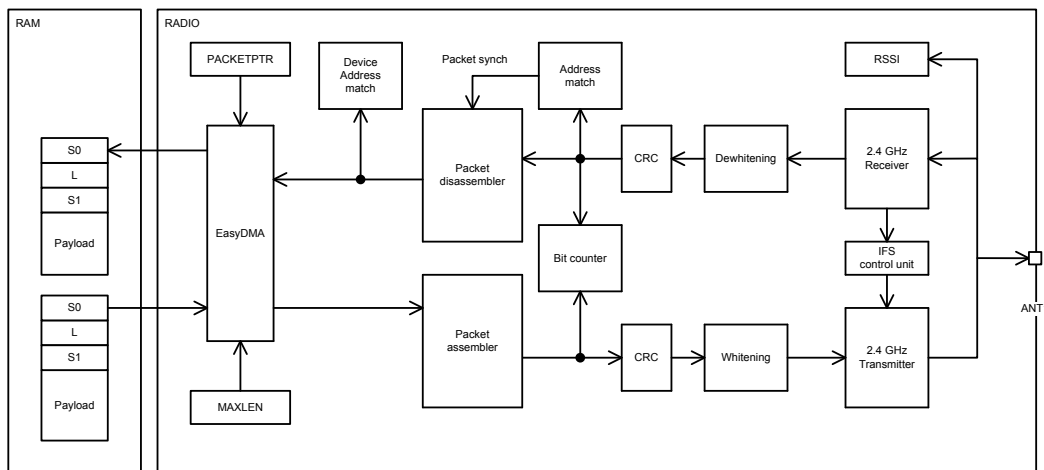 RAM
RADIO
PACKETPTR
Device
Address
match
Packet synch
Address
match
RSSI
S0
L
S1
Payload
EasyDMA
Packet
disassembler
CRC
Dewhitening
2.4 GHz
Receiver
Bit counter
IFS
control unit
ANT
S0
L
S1
Payload
Packet
assembler
CRC
Whitening
2.4 GHz
Transmitter
MAXLEN